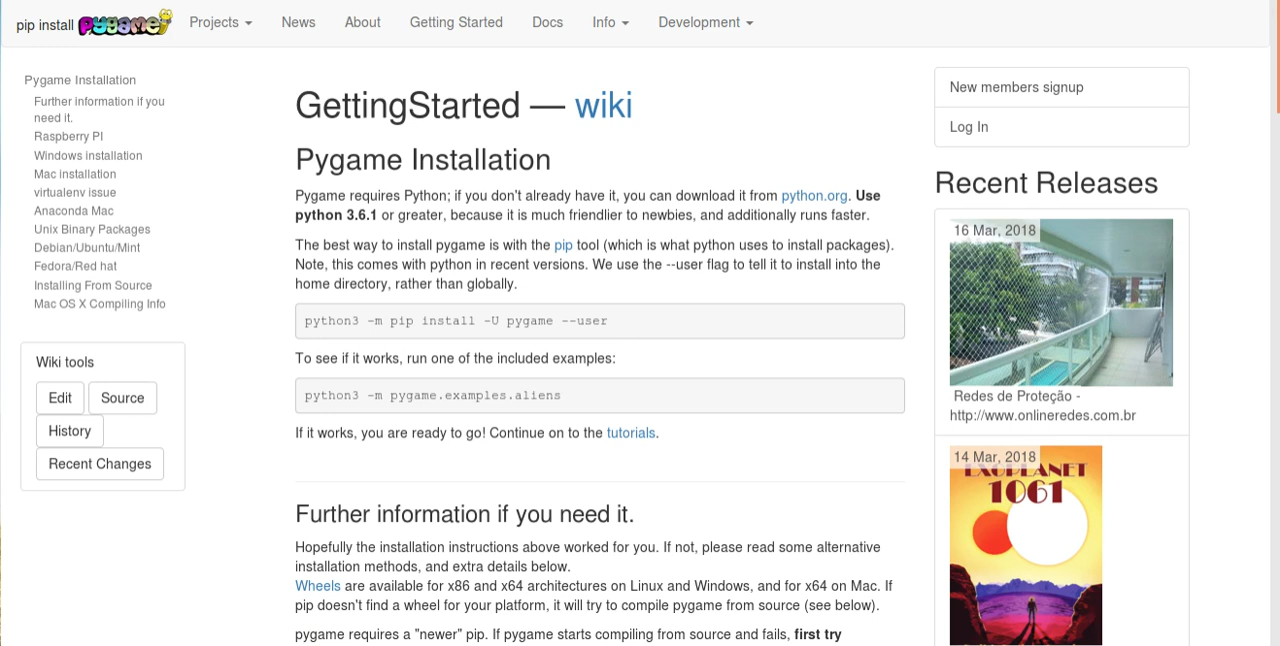 pip install pygame Projects News About Getting Started Docs Info Development
Pygame Installation
Further information if you
need it.
Raspberry PI
Windows installation
Mac installation
virtualenv issue
Anaconda Mac
Unix Binary Packages
Debian/Ubuntu/Mint
Fedora/Red hat
Installing From Source
Mac OS X Compiling Info
Wiki tools
Edit Source
History
Recent Changes
GettingStarted — wiki
Pygame Installation
Pygame requires Python; if you don't already have it, you can download it from python.org. Use
python 3.6.1 or greater, because it is much friendlier to newbies, and additionally runs faster.
The best way to install pygame is with the pip tool (which is what python uses to install packages).
Note, this comes with python in recent versions. We use the --user flag to tell it to install into the
home directory, rather than globally.
python3 -m pip install -U pygame --user
To see if it works, run one of the included examples:
python3 -m pygame.examples.aliens
If it works, you are ready to go! Continue on to the tutorials.
Further information if you need it.
Hopefully the installation instructions above worked for you. If not, please read some alternative
installation methods, and extra details below.
Wheels are available for x86 and x64 architectures on Linux and Windows, and for x64 on Mac. If
pip doesn't find a wheel for your platform, it will try to compile pygame from source (see below).
pygame requires a "newer" pip. If pygame starts compiling from source and fails, first try
New members signup
Log In
Recent Releases
16 Mar, 2018
Redes de Proteção -
http://www.onlineredes.com.br
14 Mar, 2018
EXOPLANET
1061